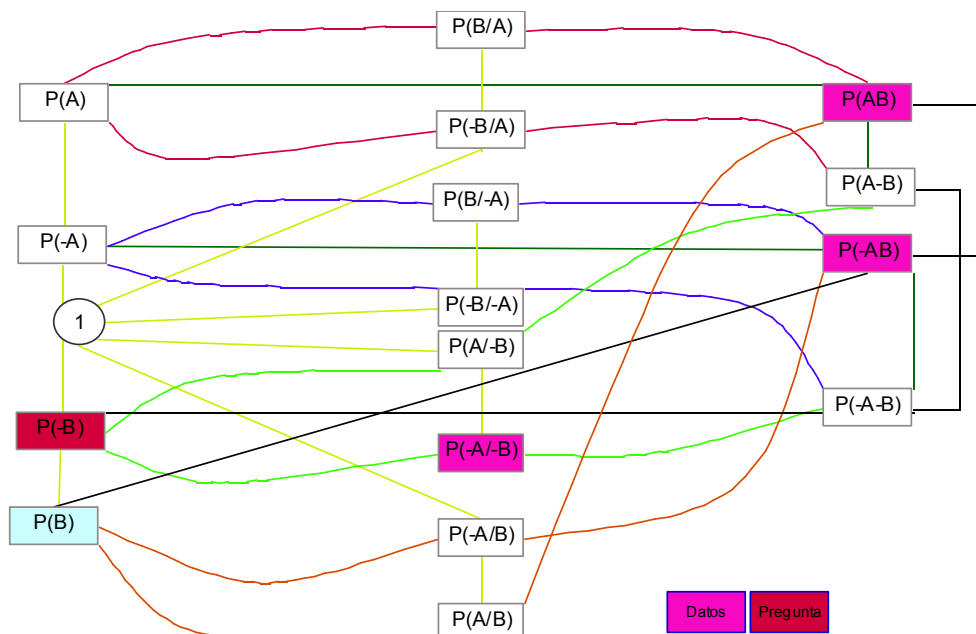 P(B/A)
P(A)
P(AB)
P(-B/A)
P(A-B)
P(B/-A)
P(-A)
P(-AB)
P(-B/-A)
1
P(A/-B)
P(-A-B)
P(-B)
P(-A/-B)
P(B)
P(-A/B)
P(A/B)
Datos
Pregunta